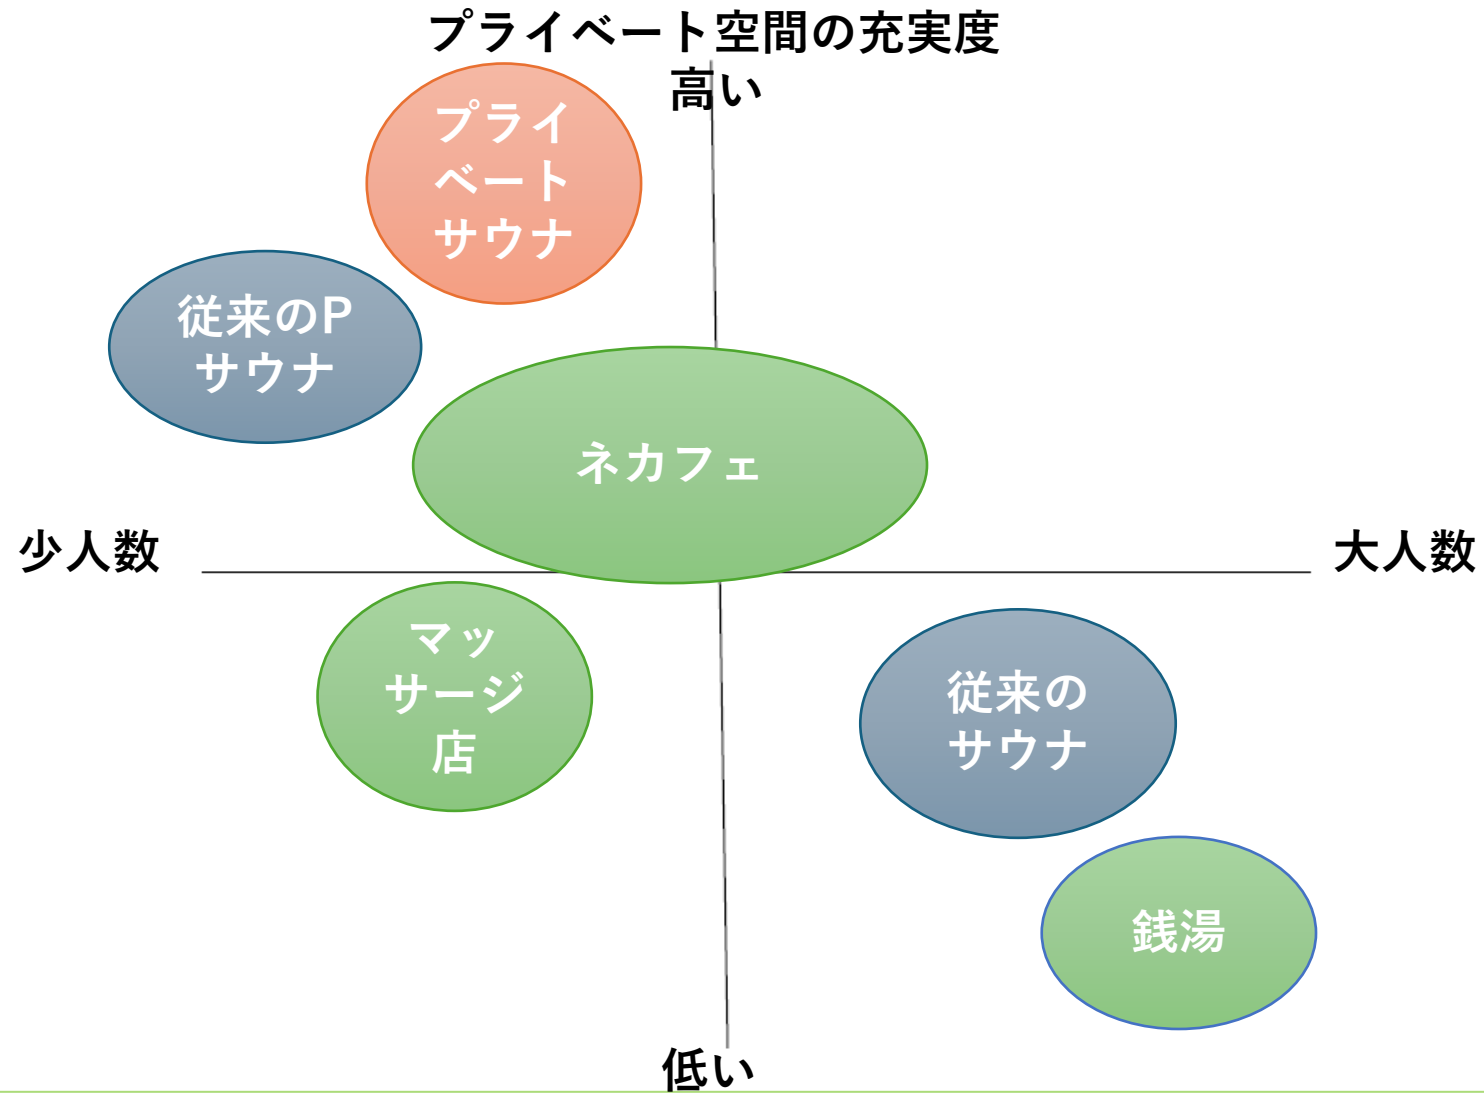 プライベート空間の充実度
高い
プライ
ベート
サウナ
従来のP
サウナ
ネカフェ
少人数
大人数
マッ
サージ
店
従来の
サウナ
銭湯
低い